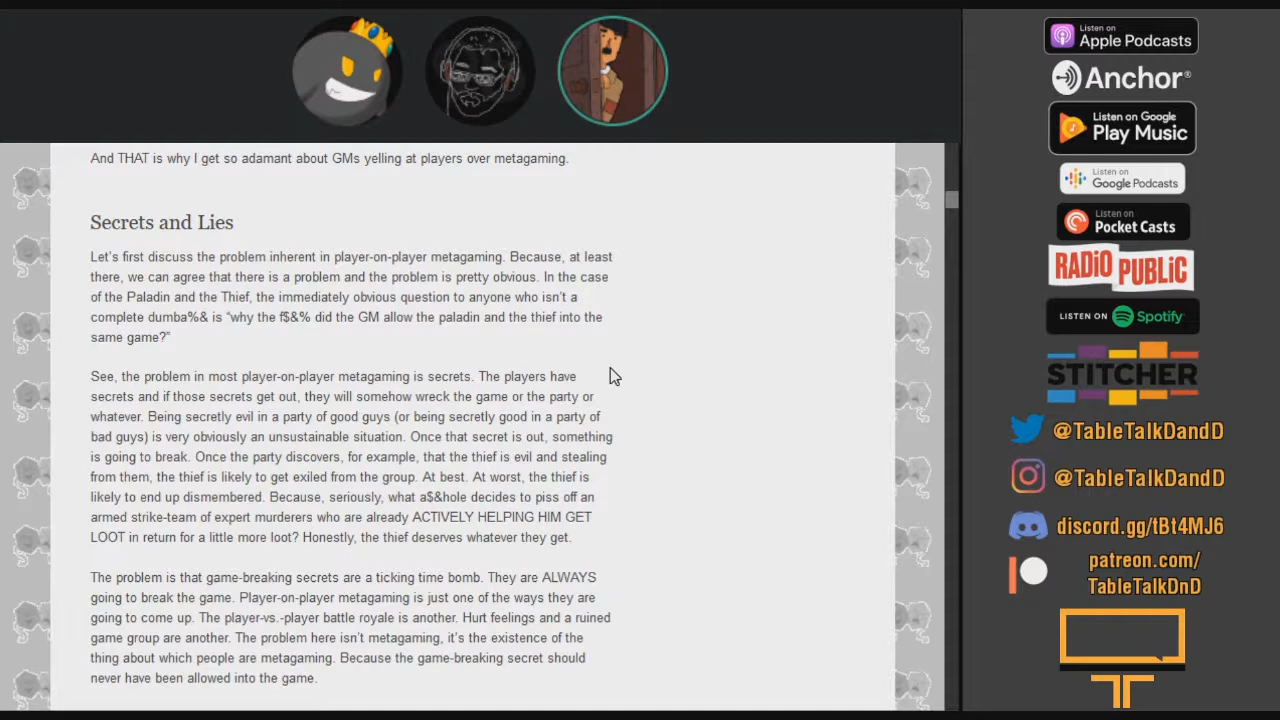 And THAT is why I get so adamant about GMs yelling at players over metagaming.
Secrets and Lies
Let's first discuss the problem inherent in player-on-player metagaming. Because, at least
there, we can agree that there is a problem and the problem is pretty obvious. In the case
of the Paladin and the Thief, the immediately obvious question to anyone who isn't a
complete dumba%& is “why the f$&% did the GM allow the paladin and the thief into the
same game?”
See, the problem in most player-on-player metagaming is secrets. The players have
secrets and if those secrets get out, they will somehow wreck the game or the party or
whatever. Being secretly evil in a party of good guys (or being secretly good in a party of
bad guys) is very obviously an unsustainable situation. Once that secret is out, something
is going to break. Once the party discovers, for example, that the thief is evil and stealing
from them, the thief is likely to get exiled from the group. At best. At worst, the thief is
likely to end up dismembered. Because, seriously, what a$&hole decides to piss off an
armed strike-team of expert murderers who are already ACTIVELY HELPING HIM GET
LOOT in return for a little more loot? Honestly, the thief deserves whatever they get.
The problem is that game-breaking secrets are a ticking time bomb. They are ALWAYS
going to break the game. Player-on-player metagaming is just one of the ways they are
going to come up. The player-vs.-player battle royale is another. Hurt feelings and a ruined
game group are another. The problem here isn't metagaming, it's the existence of the
thing about which people are metagaming. Because the game-breaking secret should
never have been allowed into the game.
Listen on
Apple Podcasts
Anchor®
Listen on Google
Play Music
Listen on
Google Podcasts
Listen on
Pocket Casts
RADIO PUBLIC
LISTEN ON Spotify
STITCHER
@TableTalkDandD
@TableTalkDandD
discord.gg/tBt4MJ6
patreon.com/
TableTalkDnD